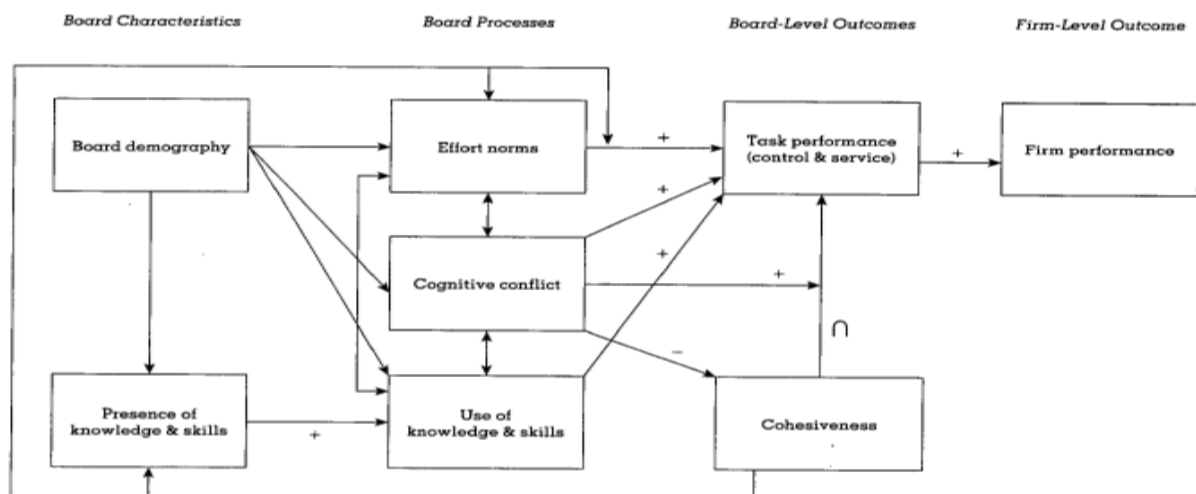 Board Characteristics
Board Processes
Board-Level Outcomes
Firm-Level Outcome
Board demography
Effort norms
+
Task performance
(control & service)
+
Firm performance
+
+
Cognitive conflict
+
∩
−
Presence of
knowledge & skills
+
Use of
knowledge & skills
Cohesiveness